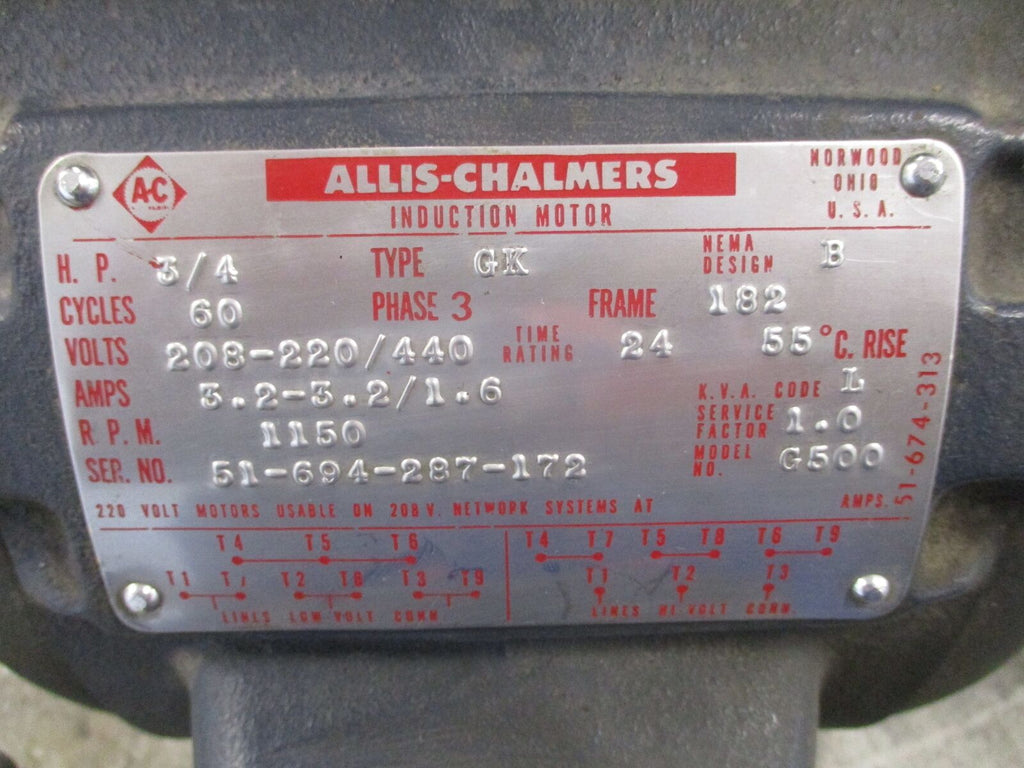 A-C
ALLIS-CHALMERS
NORWOOD
OHIO
U. S. A.
INDUCTION MOTOR
H. P. 3/4 TYPE GK NEMA DESIGN B
CYCLES 60 PHASE 3 FRAME 182
VOLTS 208-220/440 TIME RATING 24 55°C. RISE
AMPS 3.2-3.2/1.6 K.V.A. CODE L
R. P. M. 1150 SERVICE FACTOR 1.0
SER. NO. 51-694-287-172 MODEL NO. G500
51-674-313
220 VOLT MOTORS USABLE ON 208 V. NETWORK SYSTEMS AT AMPS.
T4 T5 T6 T4 T7 T5 T8 T6 T9
T1 T7 T2 T8 T3 T9 T1 T2 T3
LINES LOW VOLT CONN. LINES HI VOLT CONN.